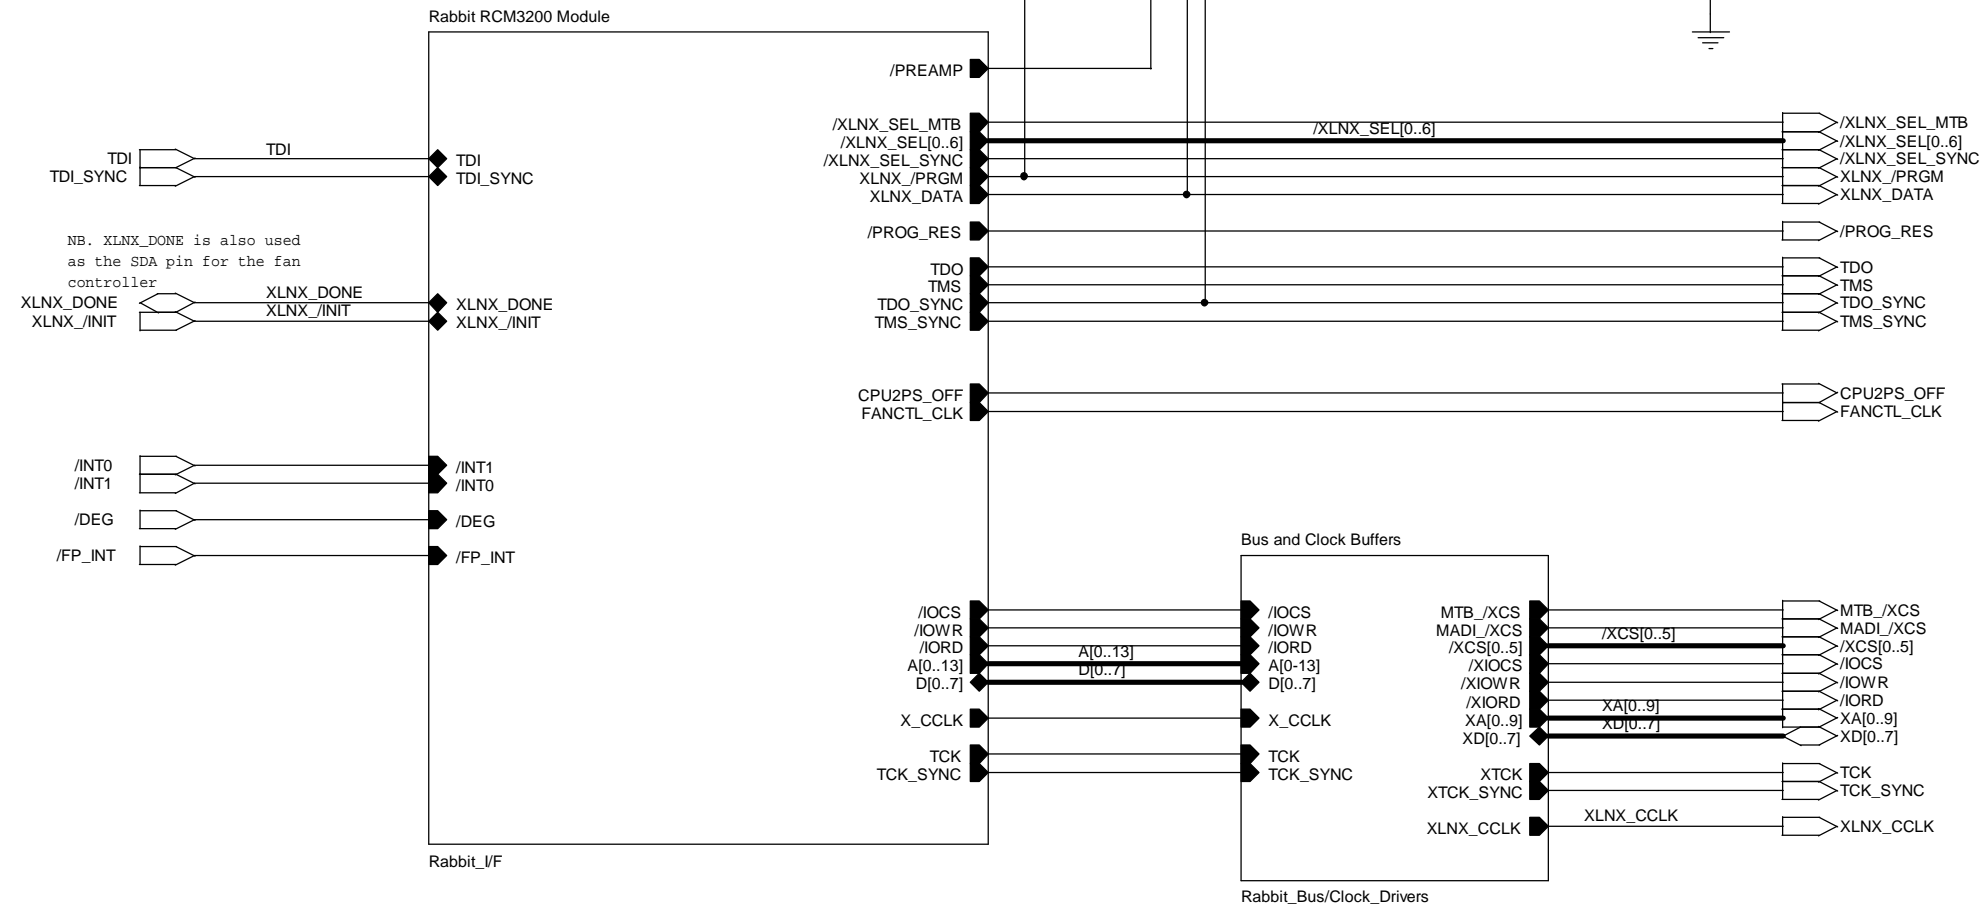 Rabbit RCM3200 Module
/PREAMP
/XLNX_SEL_MTB
/XLNX_SEL[0..6]
/XLNX_SEL_SYNC
XLNX_/PRGM
XLNX_DATA
/XLNX_SEL[0..6]
/XLNX_SEL_MTB
/XLNX_SEL[0..6]
/XLNX_SEL_SYNC
XLNX_/PRGM
XLNX_DATA
TDI
TDI_SYNC
TDI
TDI
TDI_SYNC
/PROG_RES
/PROG_RES
NB. XLNX_DONE is also used
as the SDA pin for the fan
controller
XLNX_DONE
XLNX_/INIT
XLNX_DONE
XLNX_/INIT
XLNX_DONE
XLNX_/INIT
TDO
TMS
TDO_SYNC
TMS_SYNC
TDO
TMS
TDO_SYNC
TMS_SYNC
CPU2PS_OFF
FANCTL_CLK
CPU2PS_OFF
FANCTL_CLK
/INT0
/INT1
/DEG
/FP_INT
/INT1
/INT0
/DEG
/FP_INT
Bus and Clock Buffers
/IOCS
/IOWR
/IORD
A[0..13]
D[0..7]
X_CCLK
TCK
TCK_SYNC
A[0..13]
D[0..7]
/IOCS
/IOWR
/IORD
A[0-13]
D[0..7]
X_CCLK
TCK
TCK_SYNC
MTB_/XCS
MADI_/XCS
/XCS[0..5]
/XIOCS
/XIOWR
/XIORD
XA[0..9]
XD[0..7]
XTCK
XTCK_SYNC
XLNX_CCLK
/XCS[0..5]
XA[0..9]
XD[0..7]
XLNX_CCLK
MTB_/XCS
MADI_/XCS
/XCS[0..5]
/IOCS
/IOWR
/IORD
XA[0..9]
XD[0..7]
TCK
TCK_SYNC
XLNX_CCLK
Rabbit_I/F
Rabbit_Bus/Clock_Drivers